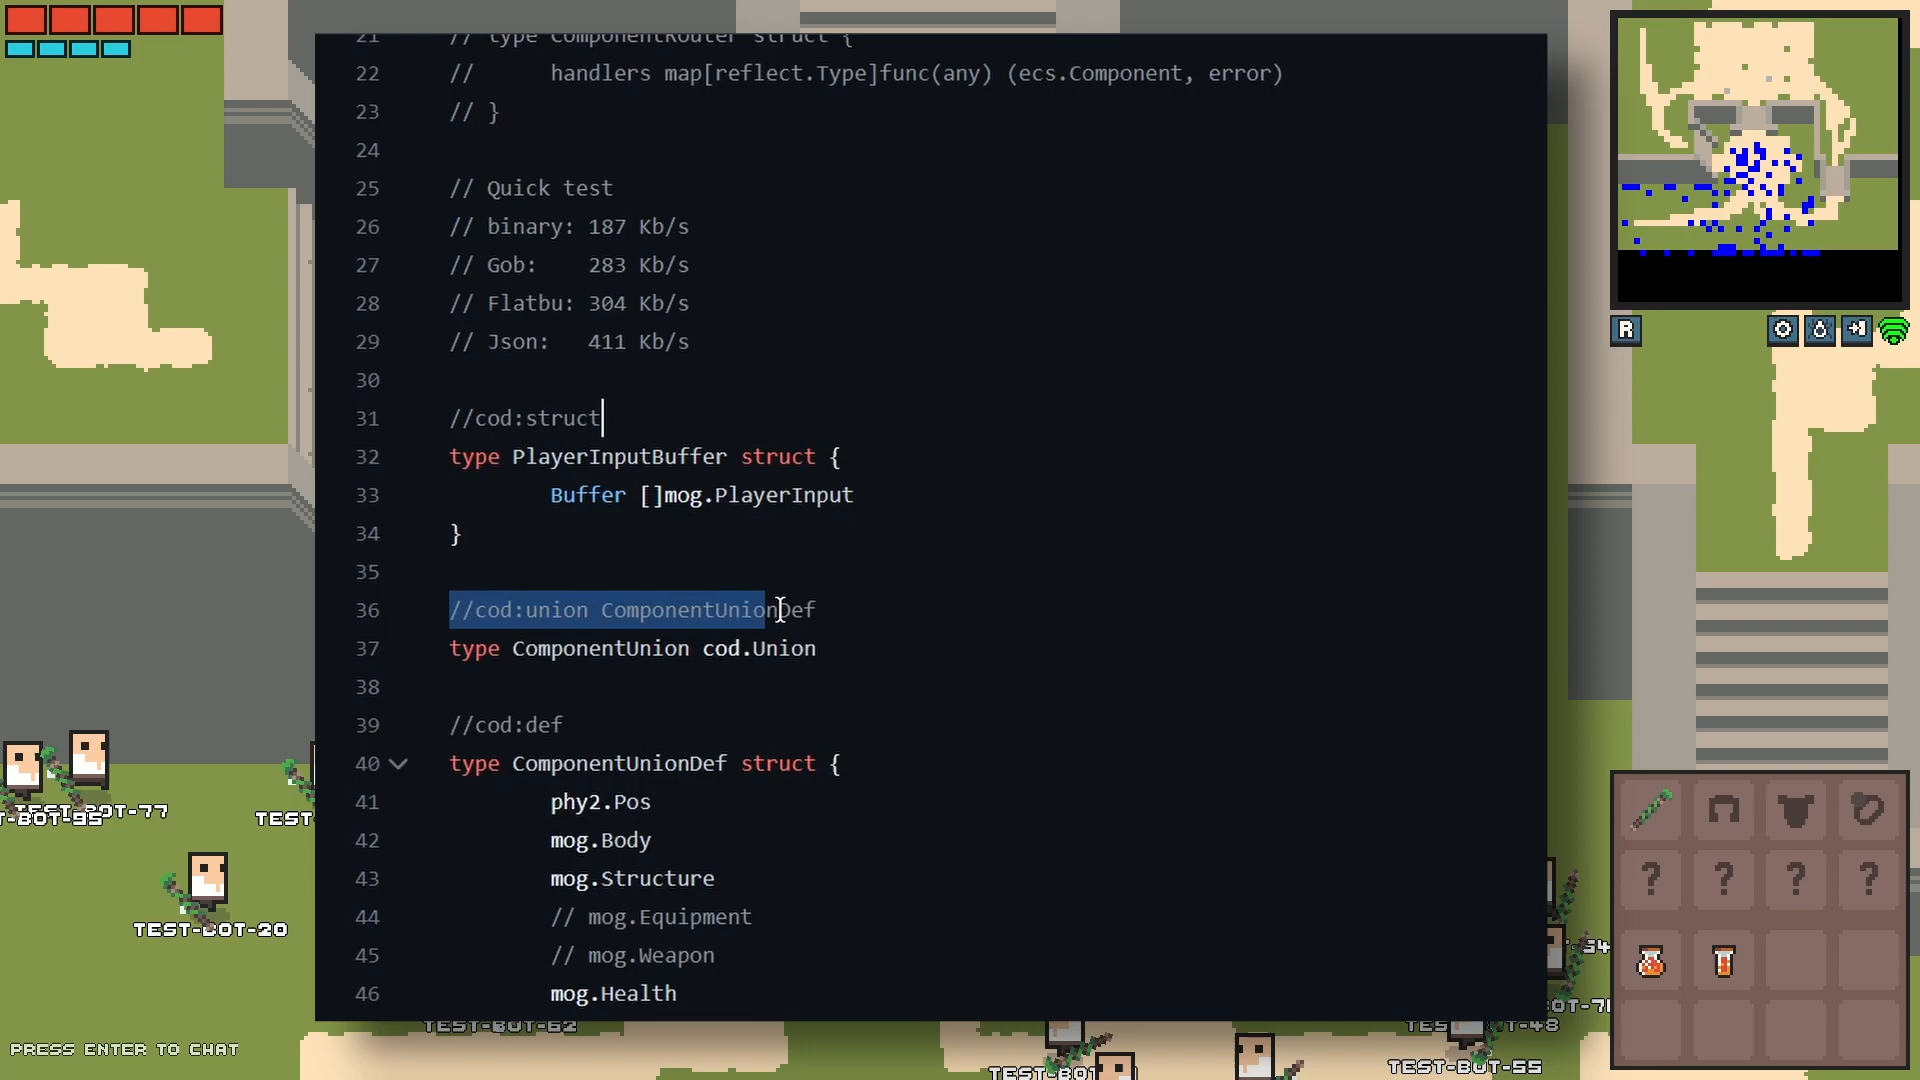 21 // type ComponentRouter struct {
22 // handlers map[reflect.Type]func(any) (ecs.Component, error)
23 // }
24
25 // Quick test
26 // binary: 187 Kb/s
27 // Gob:    283 Kb/s
28 // Flatbu: 304 Kb/s
29 // Json:   411 Kb/s
30
31 //cod:struct
32 type PlayerInputBuffer struct {
33 Buffer []mog.PlayerInput
34 }
35
36 //cod:union ComponentUnionDef
37 type ComponentUnion cod.Union
38
39 //cod:def
40 type ComponentUnionDef struct {
41 phy2.Pos
42 mog.Body
43 mog.Structure
44 // mog.Equipment
45 // mog.Weapon
46 mog.Health
R
? ? ? ?
TEST-BOT-20
TEST-BOT-62
TEST-BOT-55
PRESS ENTER TO CHAT